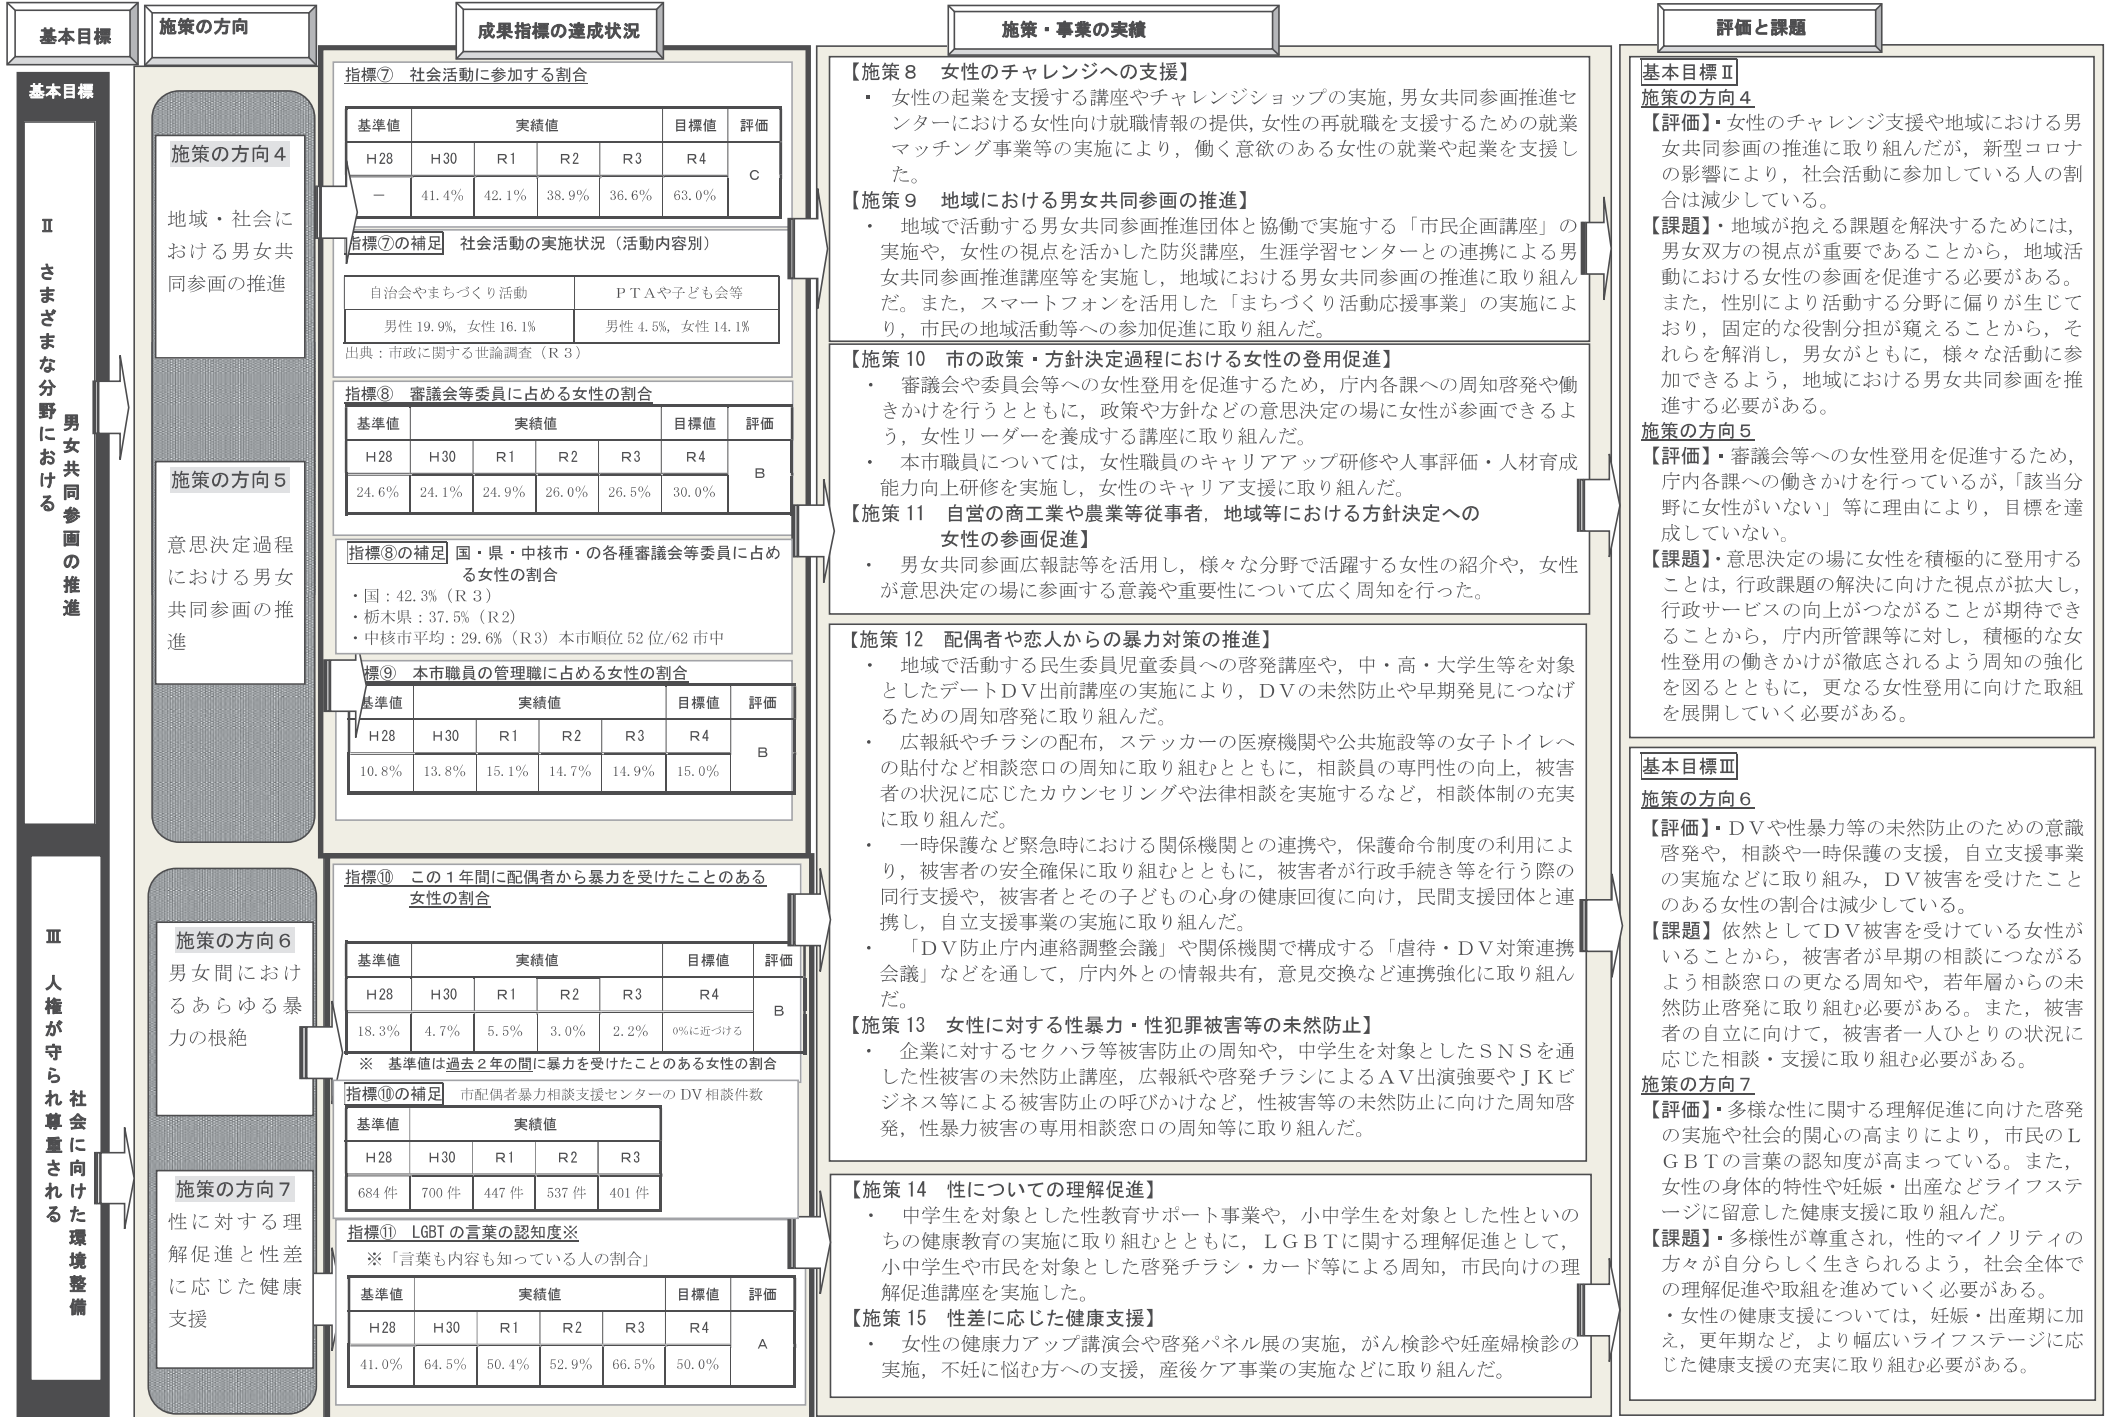 基本目標
施策の方向
成果指標の達成状況
施策・事業の実績
評価と課題
基本目標
Ⅱ　さまざまな分野における
男女共同参画の推進
Ⅲ　人権が守られ尊重される
社会に向けた環境整備
施策の方向４
地域・社会に
おける男女共
同参画の推進
施策の方向５
意思決定過程
における男女
共同参画の推
進
施策の方向６
男女間におけ
るあらゆる暴
力の根絶
施策の方向７
性に対する理
解促進と性差
に応じた健康
支援
指標⑦　社会活動に参加する割合
基準値　実績値　目標値　評価
H28　H30　R1　R2　R3　R4　C
－　41.4%　42.1%　38.9%　36.6%　63.0%
指標⑦の補足　社会活動の実施状況（活動内容別）
自治会やまちづくり活動　ＰＴＡや子ども会等
男性 19.9%，女性 16.1%　男性 4.5%，女性 14.1%
出典：市政に関する世論調査（Ｒ３）
指標⑧　審議会等委員に占める女性の割合
基準値　実績値　目標値　評価
H28　H30　R1　R2　R3　R4　B
24.6%　24.1%　24.9%　26.0%　26.5%　30.0%
指標⑧の補足　国・県・中核市・の各種審議会等委員に占め
る女性の割合
・国：42.3%（Ｒ３）
・栃木県：37.5%（R2）
・中核市平均：29.6%（R3）本市順位 52 位/62 市中
標⑨　本市職員の管理職に占める女性の割合
基準値　実績値　目標値　評価
H28　H30　R1　R2　R3　R4　B
10.8%　13.8%　15.1%　14.7%　14.9%　15.0%
指標⑩　この１年間に配偶者から暴力を受けたことのある
女性の割合
基準値　実績値　目標値　評価
H28　H30　R1　R2　R3　R4　B
18.3%　4.7%　5.5%　3.0%　2.2%　0%に近づける
※　基準値は過去２年の間に暴力を受けたことのある女性の割合
指標⑩の補足　市配偶者暴力相談支援センターの DV 相談件数
基準値　実績値
H28　H30　R1　R2　R3
684 件　700 件　447 件　537 件　401 件
指標⑪　LGBT の言葉の認知度※
※「言葉も内容も知っている人の割合」
基準値　実績値　目標値　評価
H28　H30　R1　R2　R3　R4　A
41.0%　64.5%　50.4%　52.9%　66.5%　50.0%
【施策８　女性のチャレンジへの支援】
・　女性の起業を支援する講座やチャレンジショップの実施，男女共同参画推進セ
ンターにおける女性向け就職情報の提供，女性の再就職を支援するための就業
マッチング事業等の実施により，働く意欲のある女性の就業や起業を支援し
た。
【施策９　地域における男女共同参画の推進】
・　地域で活動する男女共同参画推進団体と協働で実施する「市民企画講座」の
実施や，女性の視点を活かした防災講座，生涯学習センターとの連携による男
女共同参画推進講座等を実施し，地域における男女共同参画の推進に取り組ん
だ。また，スマートフォンを活用した「まちづくり活動応援事業」の実施によ
り，市民の地域活動等への参加促進に取り組んだ。
【施策 10　市の政策・方針決定過程における女性の登用促進】
・　審議会や委員会等への女性登用を促進するため，庁内各課への周知啓発や働
きかけを行うとともに，政策や方針などの意思決定の場に女性が参画できるよ
う，女性リーダーを養成する講座に取り組んだ。
・　本市職員については，女性職員のキャリアアップ研修や人事評価・人材育成
能力向上研修を実施し，女性のキャリア支援に取り組んだ。
【施策 11　自営の商工業や農業等従事者，地域等における方針決定への
女性の参画促進】
・　男女共同参画広報誌等を活用し，様々な分野で活躍する女性の紹介や，女性
が意思決定の場に参画する意義や重要性について広く周知を行った。
【施策 12　配偶者や恋人からの暴力対策の推進】
・　地域で活動する民生委員児童委員への啓発講座や，中・高・大学生等を対象
としたデートＤＶ出前講座の実施により，ＤＶの未然防止や早期発見につなげ
るための周知啓発に取り組んだ。
・　広報紙やチラシの配布，ステッカーの医療機関や公共施設等の女子トイレへ
の貼付など相談窓口の周知に取り組むとともに，相談員の専門性の向上，被害
者の状況に応じたカウンセリングや法律相談を実施するなど，相談体制の充実
に取り組んだ。
・　一時保護など緊急時における関係機関との連携や，保護命令制度の利用によ
り，被害者の安全確保に取り組むとともに，被害者が行政手続き等を行う際の
同行支援や，被害者とその子どもの心身の健康回復に向け，民間支援団体と連
携し，自立支援事業の実施に取り組んだ。
・　「ＤＶ防止庁内連絡調整会議」や関係機関で構成する「虐待・ＤＶ対策連携
会議」などを通して，庁内外との情報共有，意見交換など連携強化に取り組ん
だ。
【施策 13　女性に対する性暴力・性犯罪被害等の未然防止】
・　企業に対するセクハラ等被害防止の周知や，中学生を対象としたＳＮＳを通
した性被害の未然防止講座，広報紙や啓発チラシによるＡＶ出演強要やＪＫビ
ジネス等による被害防止の呼びかけなど，性被害等の未然防止に向けた周知啓
発，性暴力被害の専用相談窓口の周知等に取り組んだ。
【施策 14　性についての理解促進】
・　中学生を対象とした性教育サポート事業や，小中学生を対象とした性といの
ちの健康教育の実施に取り組むとともに，ＬＧＢＴに関する理解促進として，
小中学生や市民を対象とした啓発チラシ・カード等による周知，市民向けの理
解促進講座を実施した。
【施策 15　性差に応じた健康支援】
・　女性の健康力アップ講演会や啓発パネル展の実施，がん検診や妊産婦検診の
実施，不妊に悩む方への支援，産後ケア事業の実施などに取り組んだ。
基本目標Ⅱ
施策の方向４
【評価】・女性のチャレンジ支援や地域における男
女共同参画の推進に取り組んだが，新型コロナ
の影響により，社会活動に参加している人の割
合は減少している。
【課題】・地域が抱える課題を解決するためには，
男女双方の視点が重要であることから，地域活
動における女性の参画を促進する必要がある。
また，性別により活動する分野に偏りが生じて
おり，固定的な役割分担が窺えることから，そ
れらを解消し，男女がともに，様々な活動に参
加できるよう，地域における男女共同参画を推
進する必要がある。
施策の方向５
【評価】・審議会等への女性登用を促進するため，
庁内各課への働きかけを行っているが，「該当分
野に女性がいない」等に理由により，目標を達
成していない。
【課題】・意思決定の場に女性を積極的に登用する
ことは，行政課題の解決に向けた視点が拡大し，
行政サービスの向上がつながることが期待でき
ることから，庁内所管課等に対し，積極的な女
性登用の働きかけが徹底されるよう周知の強化
を図るとともに，更なる女性登用に向けた取組
を展開していく必要がある。
基本目標Ⅲ
施策の方向６
【評価】・ＤＶや性暴力等の未然防止のための意識
啓発や，相談や一時保護の支援，自立支援事業
の実施などに取り組み，ＤＶ被害を受けたこと
のある女性の割合は減少している。
【課題】依然としてＤＶ被害を受けている女性が
いることから，被害者が早期の相談につながる
よう相談窓口の更なる周知や，若年層からの未
然防止啓発に取り組む必要がある。また，被害
者の自立に向けて，被害者一人ひとりの状況に
応じた相談・支援に取り組む必要がある。
施策の方向７
【評価】・多様な性に関する理解促進に向けた啓発
の実施や社会的関心の高まりにより，市民のＬ
ＧＢＴの言葉の認知度が高まっている。また，
女性の身体的特性や妊娠・出産などライフステ
ージに留意した健康支援に取り組んだ。
【課題】・多様性が尊重され，性的マイノリティの
方々が自分らしく生きられるよう，社会全体で
の理解促進や取組を進めていく必要がある。
・女性の健康支援については，妊娠・出産期に加
え，更年期など，より幅広いライフステージに応
じた健康支援の充実に取り組む必要がある。